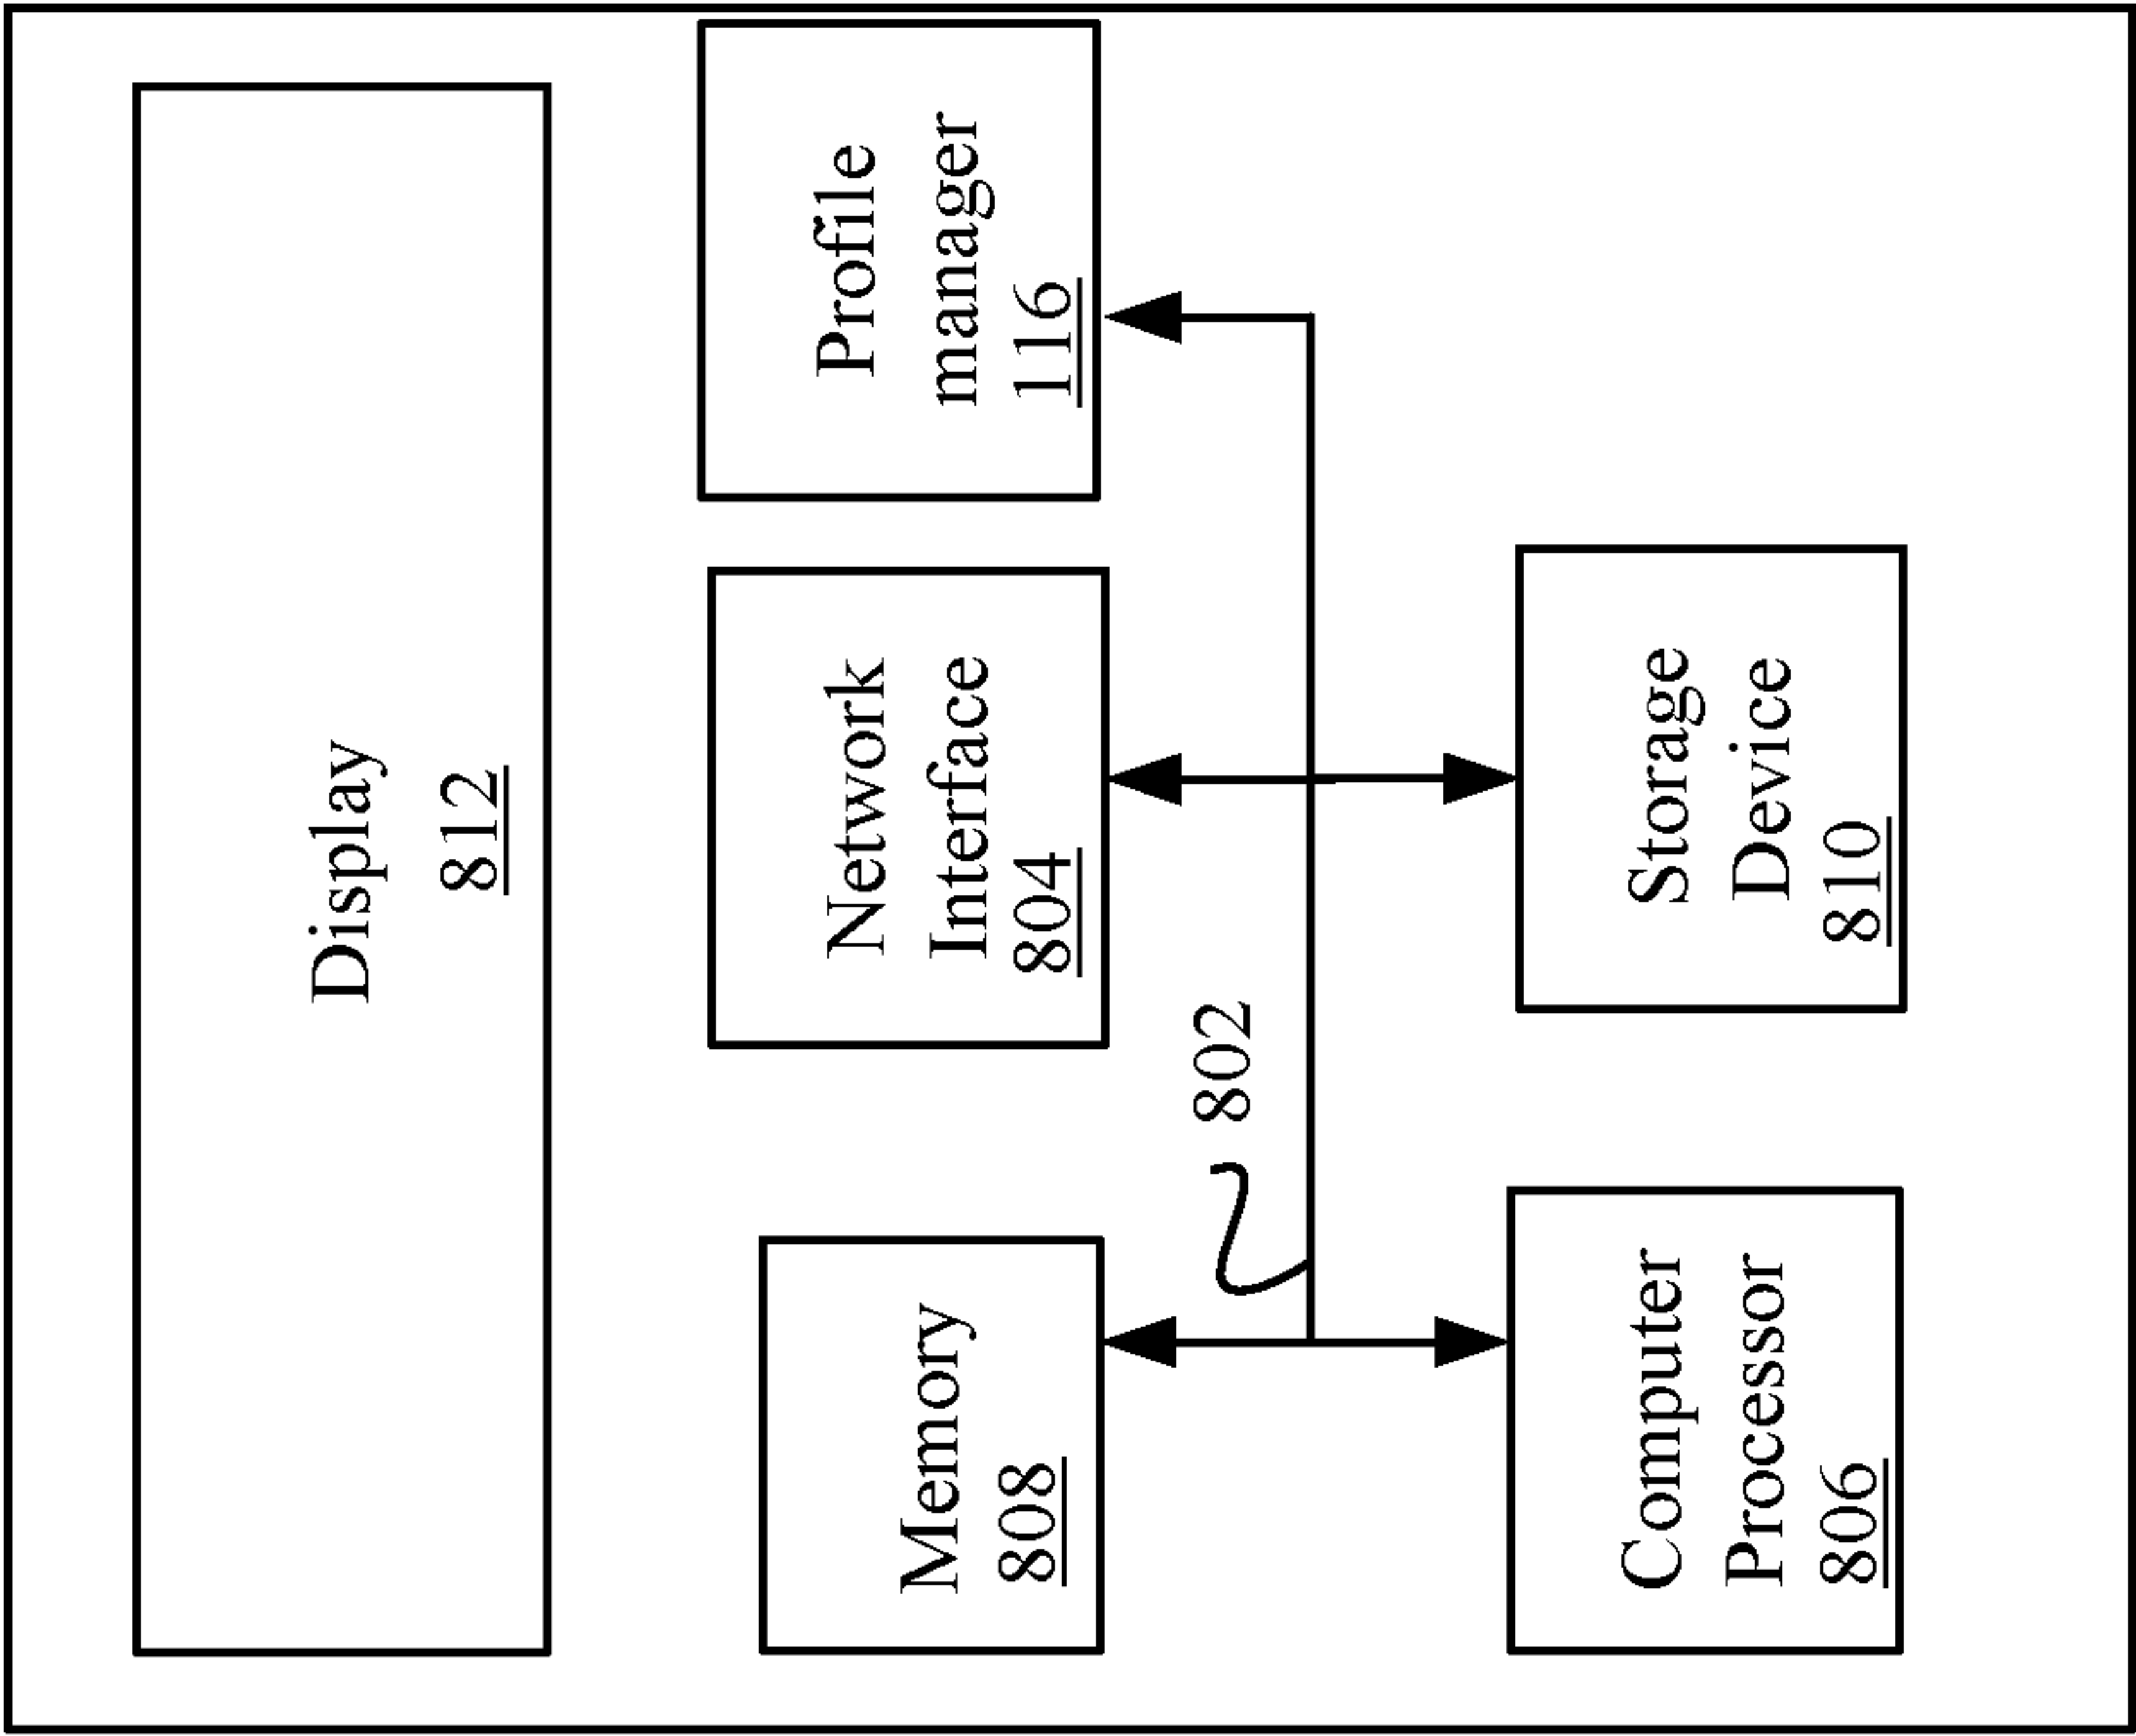 Display
812
Memory
808
Network
Interface
804
Profile
manager
116
802
Computer
Processor
806
Storage
Device
810